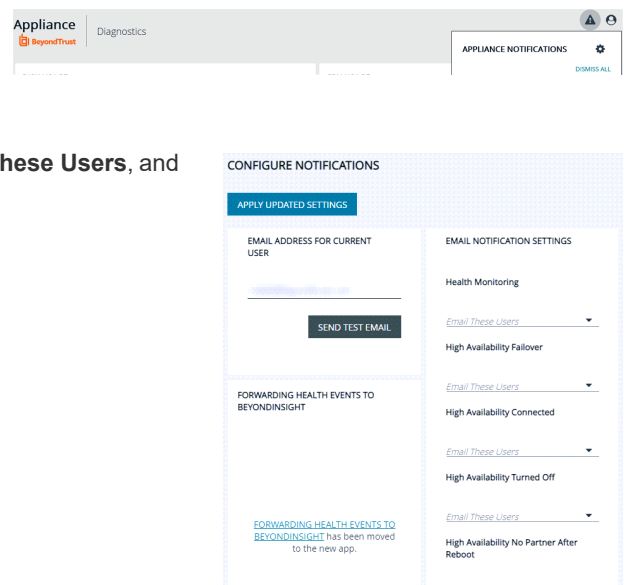 Appliance
BeyondTrust
Diagnostics
APPLIANCE NOTIFICATIONS
DISMISS ALL
hese Users, and
CONFIGURE NOTIFICATIONS
APPLY UPDATED SETTINGS
EMAIL ADDRESS FOR CURRENT
USER
SEND TEST EMAIL
FORWARDING HEALTH EVENTS TO
BEYONDINSIGHT
FORWARDING HEALTH EVENTS TO
BEYONDINSIGHT has been moved
to the new app.
EMAIL NOTIFICATION SETTINGS
Health Monitoring
Email These Users
High Availability Failover
Email These Users
High Availability Connected
Email These Users
High Availability Turned Off
Email These Users
High Availability No Partner After
Reboot